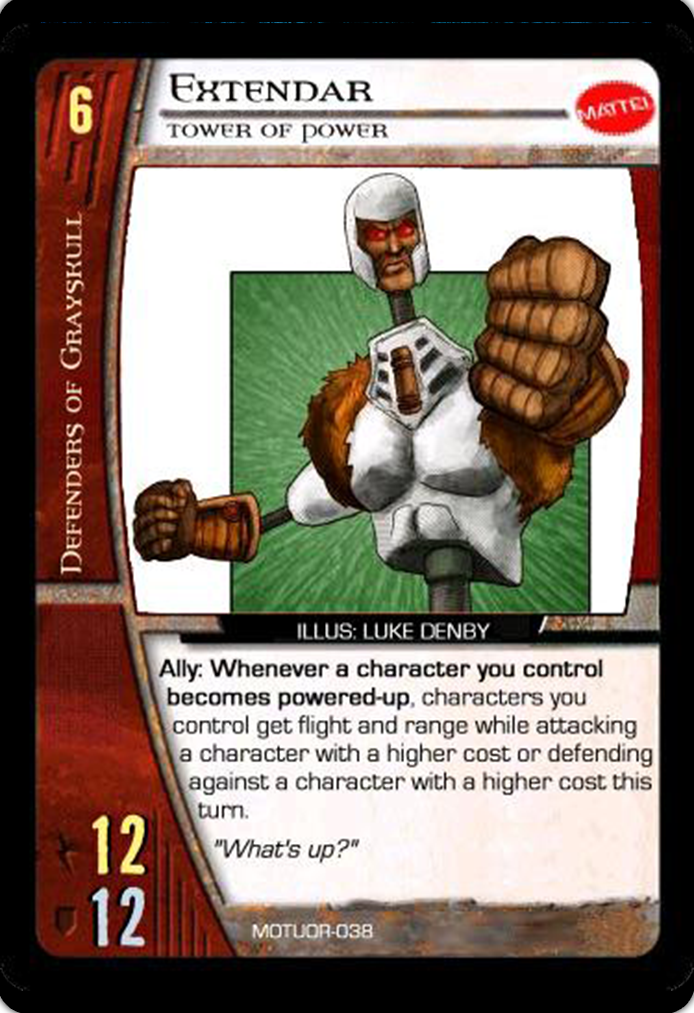 6
Extendar
Tower of Power
MATTEL
Defenders of Grayskull
ILLUS: LUKE DENBY
Ally: Whenever a character you control
becomes powered-up, characters you
control get flight and range while attacking
a character with a higher cost or defending
against a character with a higher cost this
turn.
"What's up?"
12
12
MOTUOR-038